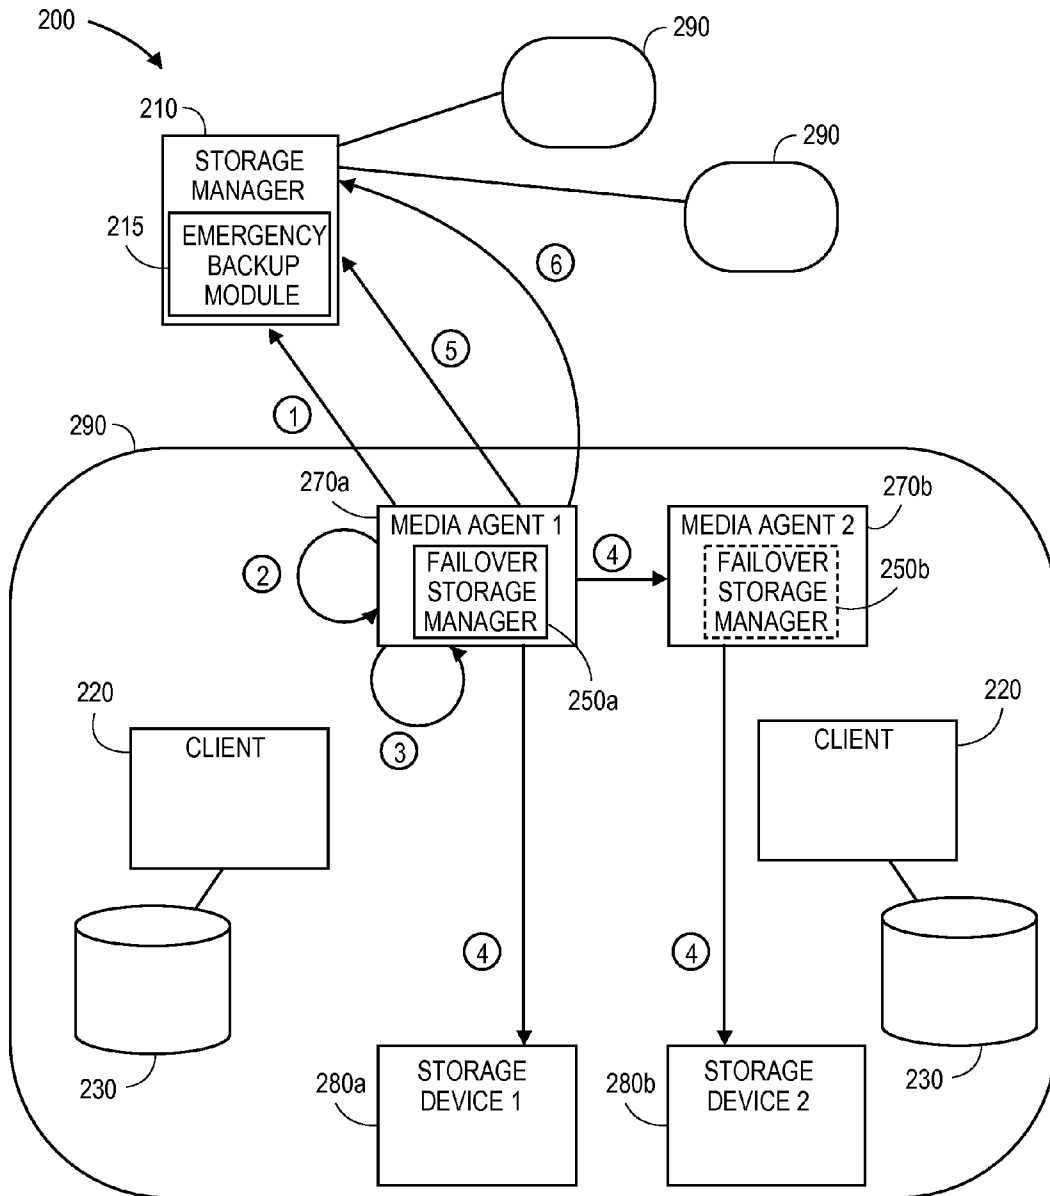 200
290
210
STORAGE
MANAGER
290
215
EMERGENCY
BACKUP
MODULE
6
5
1
290
270a
270b
MEDIA AGENT 1
MEDIA AGENT 2
4
2
FAILOVER
STORAGE
MANAGER
FAILOVER
STORAGE
MANAGER
250b
250a
220
220
3
CLIENT
CLIENT
4
4
230
230
280a
STORAGE
DEVICE 1
280b
STORAGE
DEVICE 2